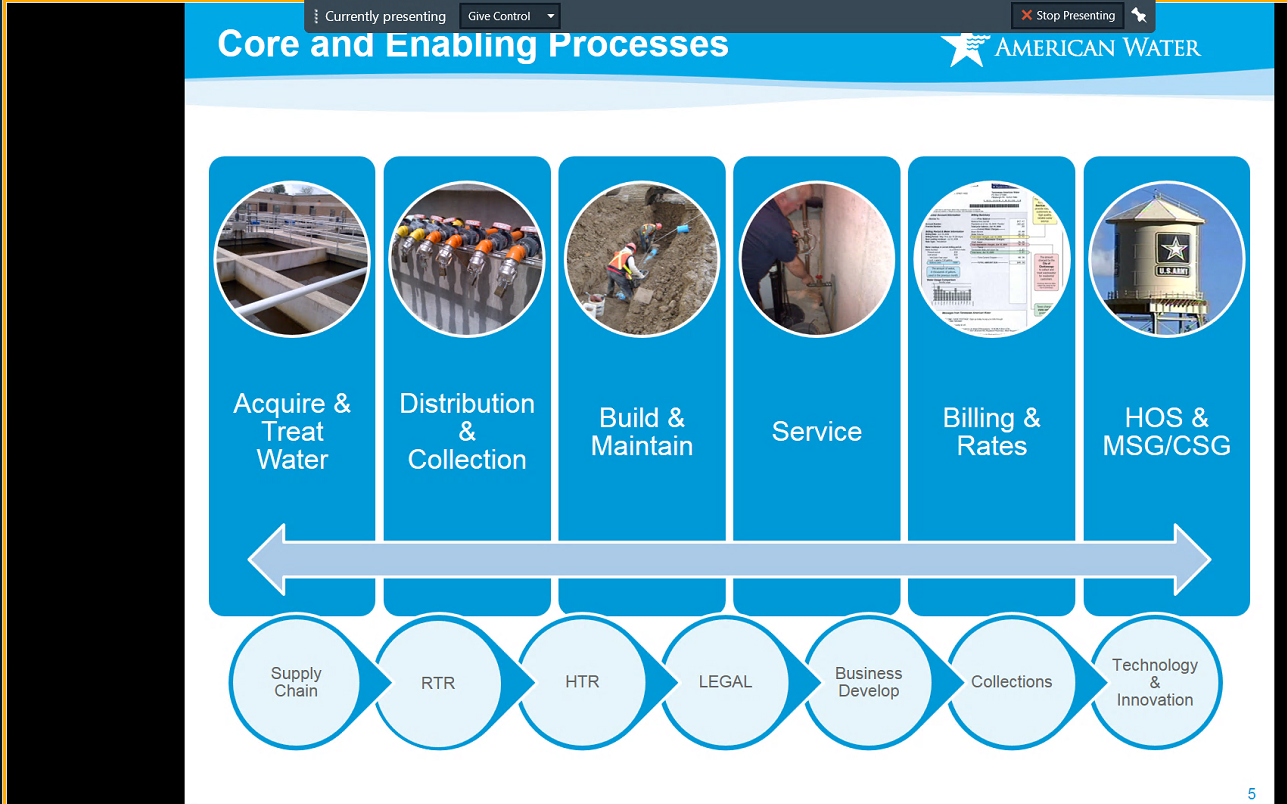 Currently presenting
Give Control
Stop Presenting
Core and Enabling Processes
AMERICAN WATER
U.S. ARMY
Acquire &
Treat
Water
Distribution
&
Collection
Build &
Maintain
Service
Billing &
Rates
HOS &
MSG/CSG
Supply
Chain
RTR
HTR
LEGAL
Business
Develop
Collections
Technology
&
Innovation
5